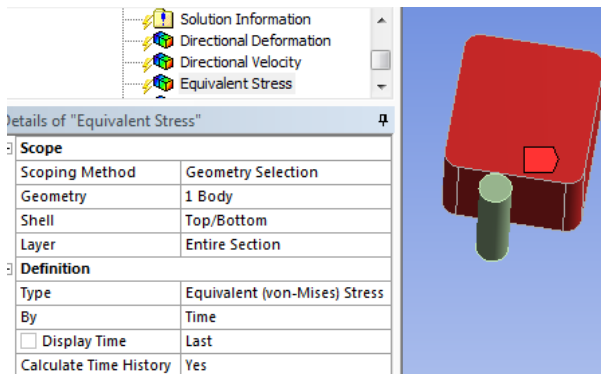 Solution Information
Directional Deformation
Directional Velocity
Equivalent Stress
Details of "Equivalent Stress"
Scope
Scoping Method Geometry Selection
Geometry 1 Body
Shell Top/Bottom
Layer Entire Section
Definition
Type Equivalent (von-Mises) Stress
By Time
Display Time Last
Calculate Time History Yes